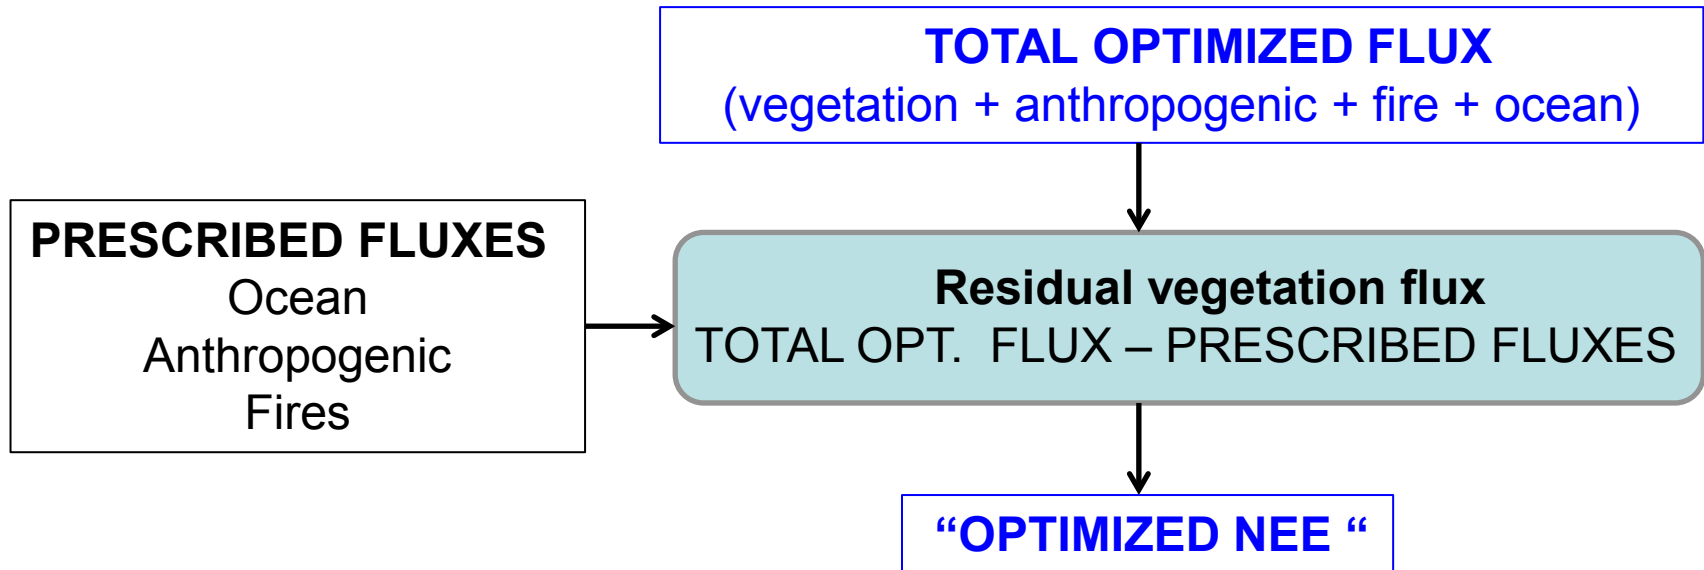 TOTAL OPTIMIZED FLUX
(vegetation + anthropogenic + fire + ocean)
PRESCRIBED FLUXES
Ocean
Anthropogenic
Fires
Residual vegetation flux
TOTAL OPT. FLUX – PRESCRIBED FLUXES
“OPTIMIZED NEE “